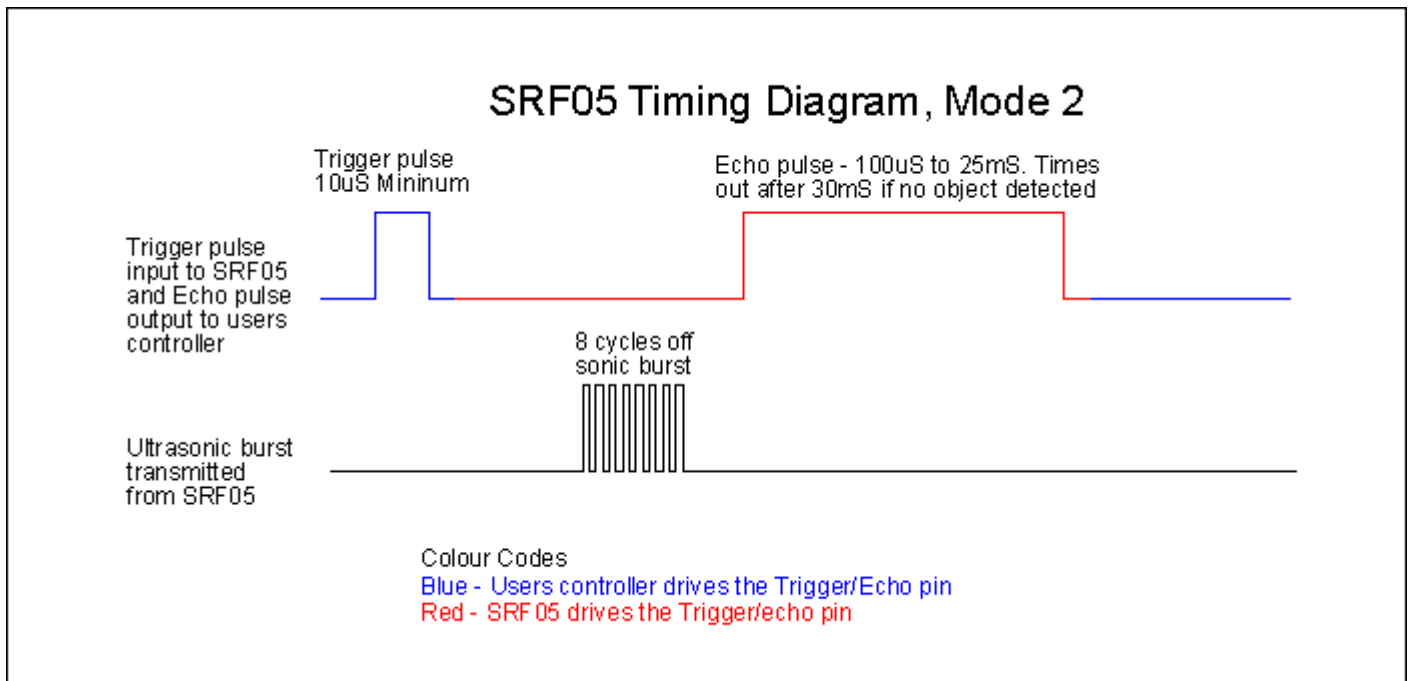 SRF05 Timing Diagram, Mode 2
Trigger pulse
10uS Mininum
Echo pulse - 100uS to 25mS. Times
out after 30mS if no object detected
Trigger pulse
input to SRF05
and Echo pulse
output to users
controller
8 cycles off
sonic burst
Ultrasonic burst
transmitted
from SRF05
Colour Codes
Blue - Users controller drives the Trigger/Echo pin
Red - SRF05 drives the Trigger/echo pin